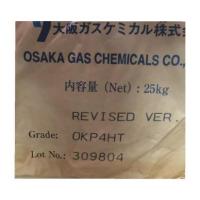 大阪ガスケミカル株式
OSAKA GAS CHEMICALS CO.,
内容量 (Net) : 25kg
REVISED VER.
Grade: OKP4HT
Lot No.: 309804